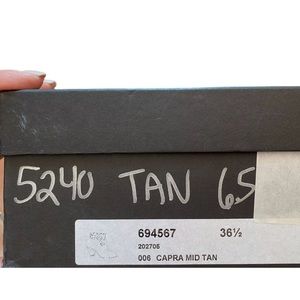 5240 TAN 6.5
694567 36½
202705
006 CAPRA MID TAN